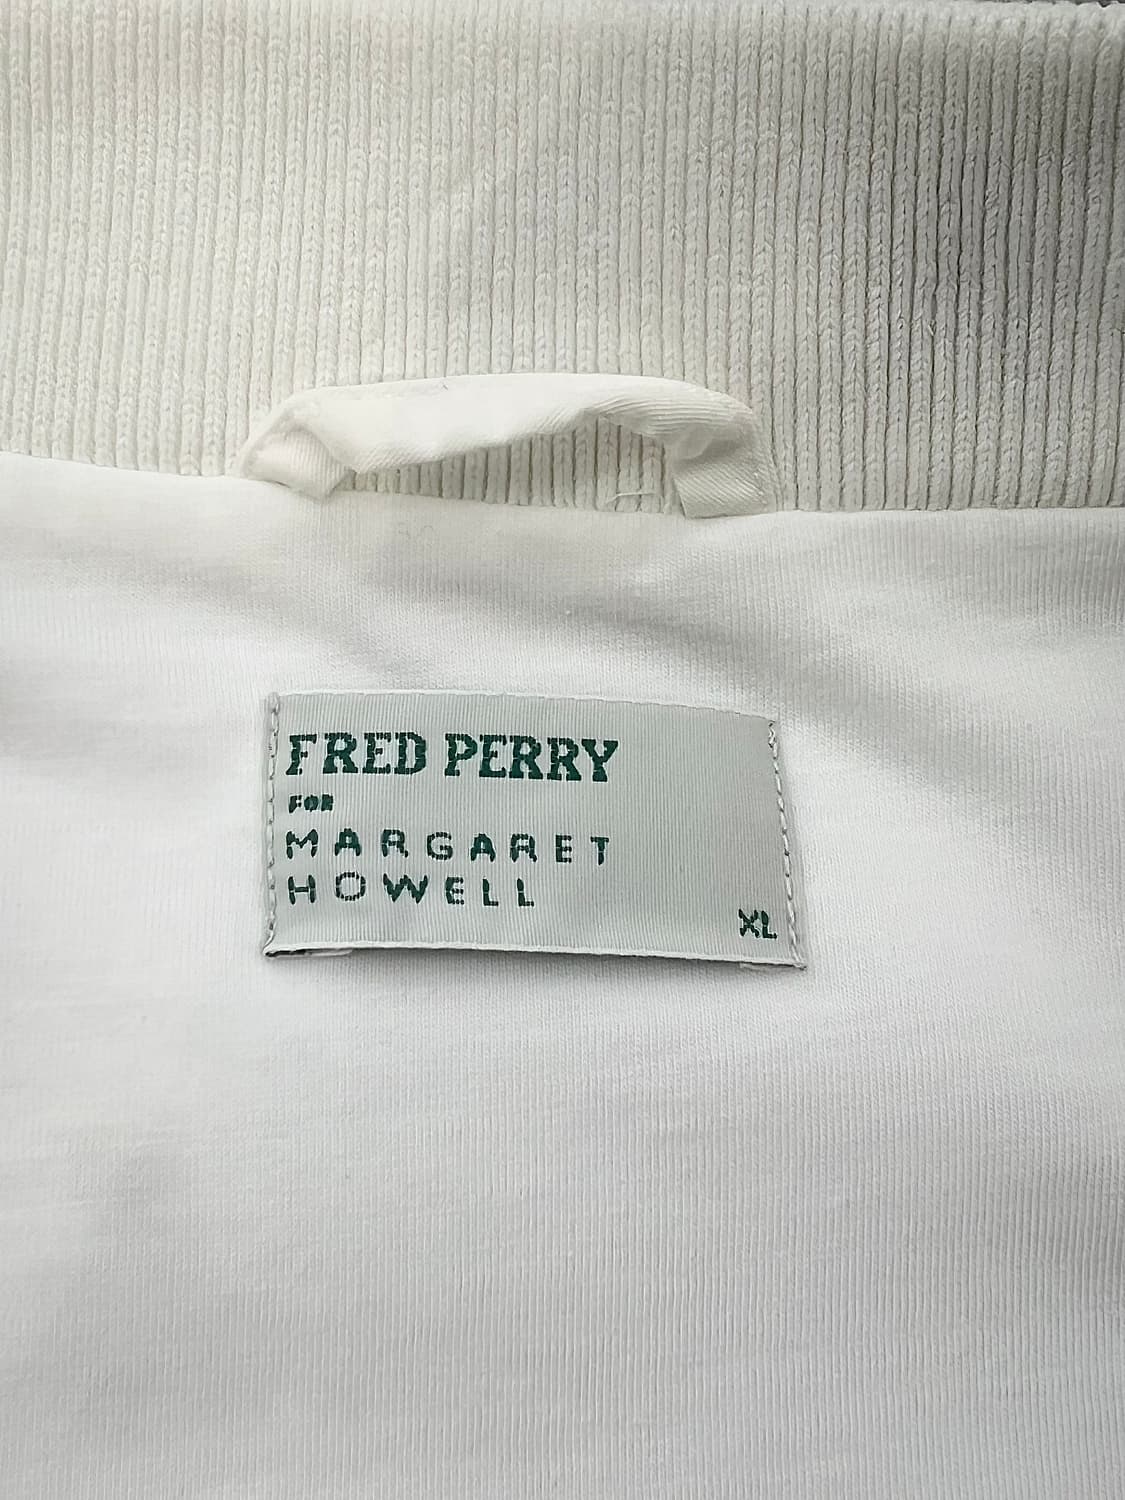 FRED PERRY
FOR
MARGARET
HOWELL
XL